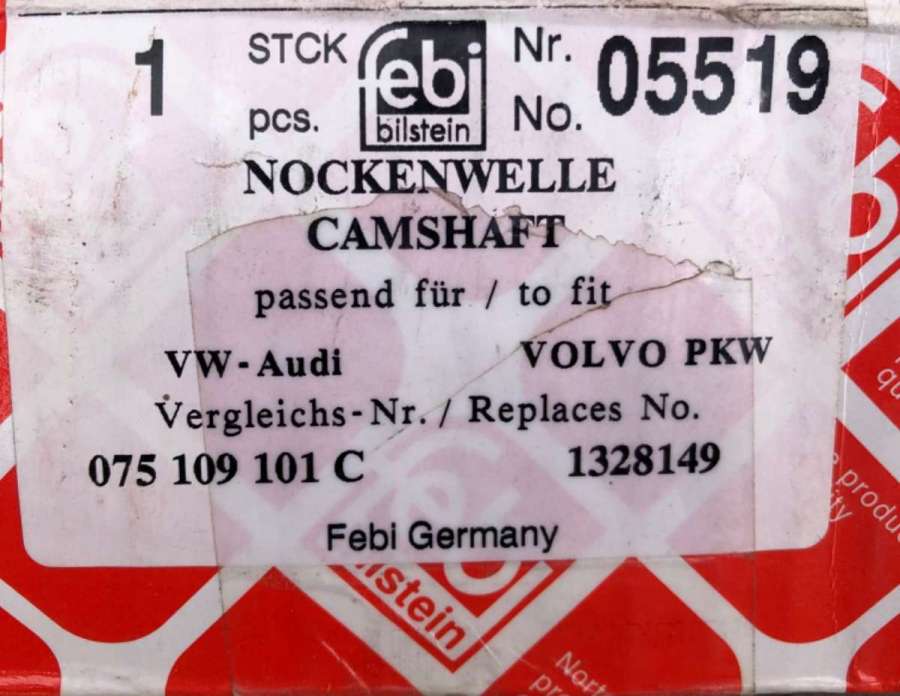 1 STCK pcs. febi bilstein Nr. No. 05519
NOCKENWELLE
CAMSHAFT
passend für / to fit
VW-Audi VOLVO PKW
Vergleichs-Nr. / Replaces No.
075 109 101 C 1328149
Febi Germany
febi
bilstein